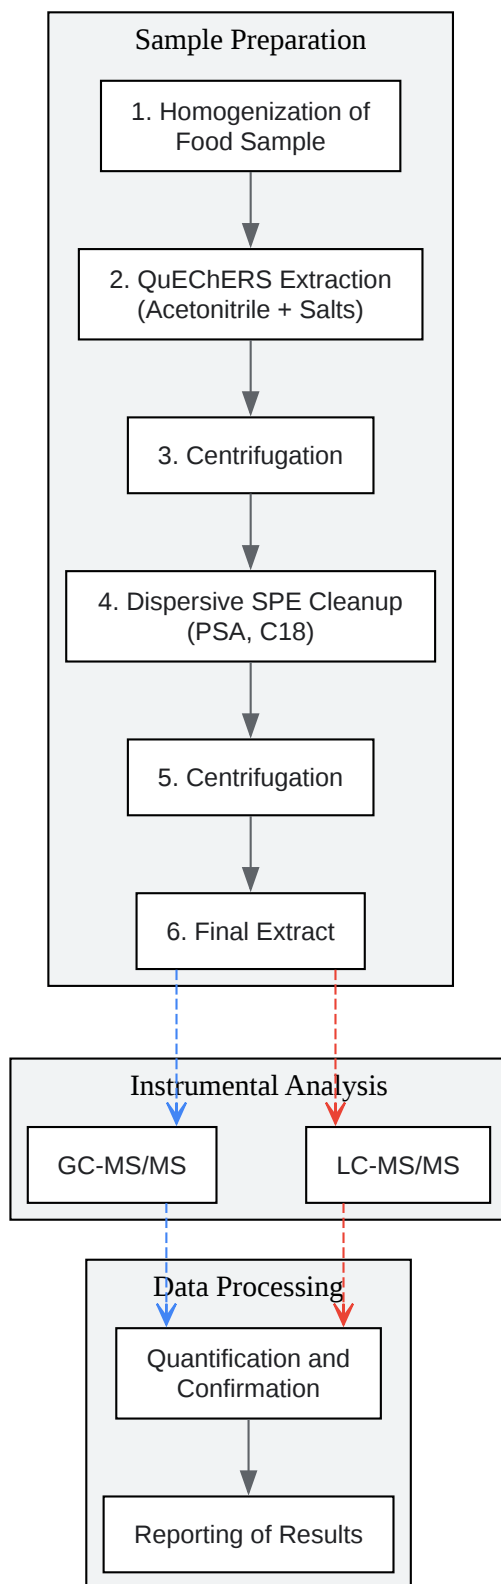 Sample Preparation
1. Homogenization of
Food Sample
2. QuEChERS Extraction
(Acetonitrile + Salts)
3. Centrifugation
4. Dispersive SPE Cleanup
(PSA, C18)
5. Centrifugation
6. Final Extract
Instrumental Analysis
GC-MS/MS
LC-MS/MS
Data Processing
Quantification and
Confirmation
Reporting of Results